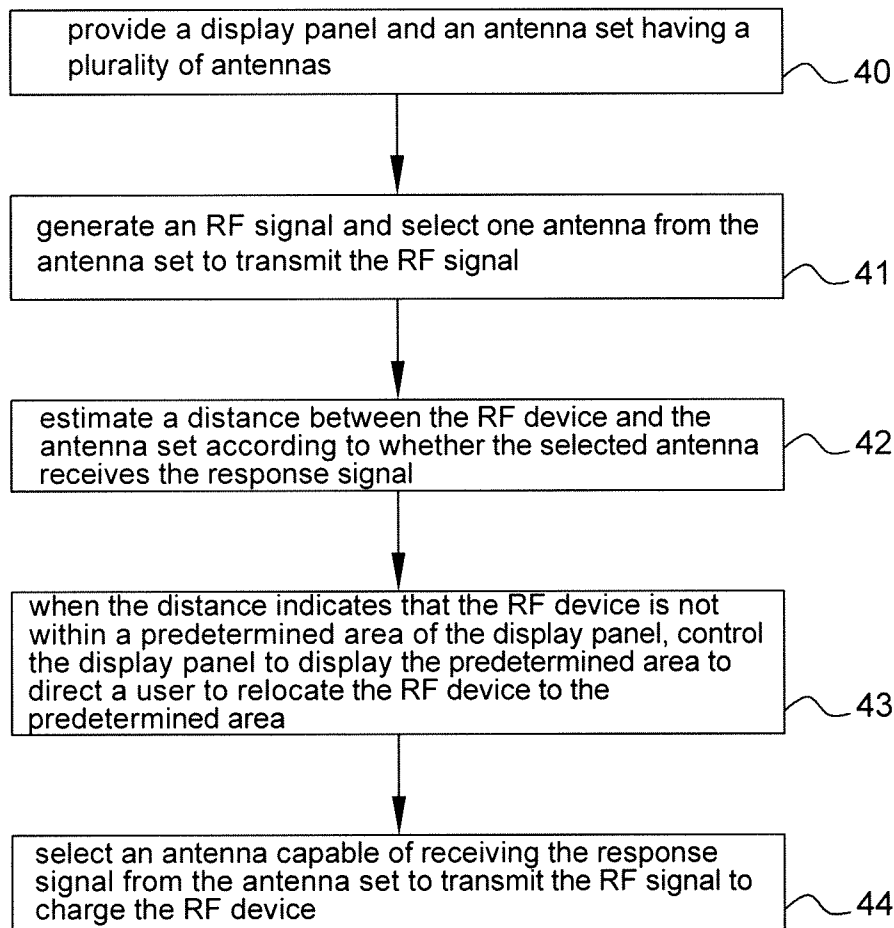 provide a display panel and an antenna set having a
plurality of antennas
40
generate an RF signal and select one antenna from the
antenna set to transmit the RF signal
41
estimate a distance between the RF device and the
antenna set according to whether the selected antenna
receives the response signal
42
when the distance indicates that the RF device is not
within a predetermined area of the display panel, control
the display panel to display the predetermined area to
direct a user to relocate the RF device to the
predetermined area
43
select an antenna capable of receiving the response
signal from the antenna set to transmit the RF signal to
charge the RF device
44